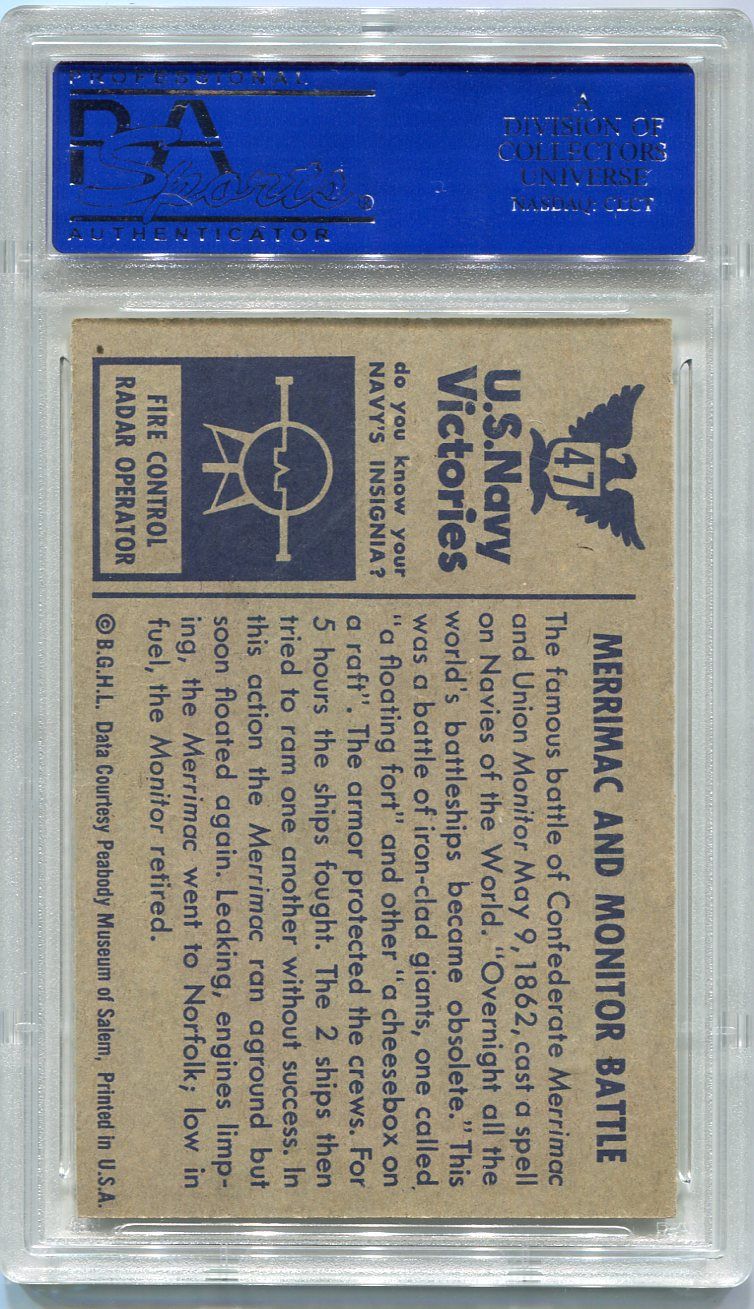 PROFESSIONAL
PSA
Sports®
AUTHENTICATOR
A
DIVISION OF
COLLECTORS
UNIVERSE
NASDAQ: CLCT
47
U.S. Navy
Victories
do you know your
NAVY'S INSIGNIA?
FIRE CONTROL
RADAR OPERATOR
MERRIMAC AND MONITOR BATTLE
The famous battle of Confederate Merrimac
and Union Monitor May 9, 1862, cast a spell
on Navies of the World. "Overnight all the
world's battleships became obsolete." This
was a battle of iron-clad giants, one called
"a floating fort" and other "a cheesebox on
a raft". The armor protected the crews. For
5 hours the ships fought. The 2 ships then
tried to ram one another without success. In
this action the Merrimac ran aground but
soon floated again. Leaking, engines limp-
ing, the Merrimac went to Norfolk; low in
fuel, the Monitor retired.
© B.G.H.L. Data Courtesy Peabody Museum of Salem, Printed in U.S.A.